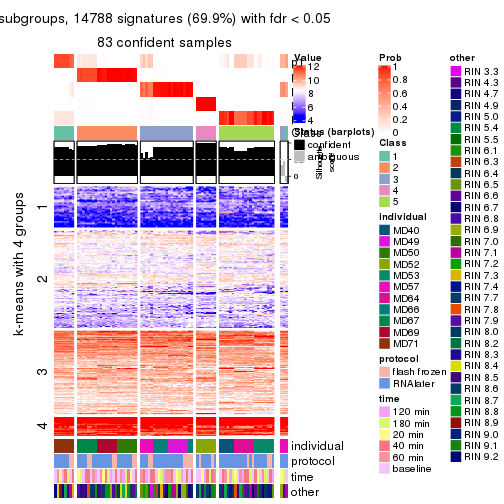 subgroups, 14788 signatures (69.9%) with fdr < 0.05
83 confident samples
k-means with 4 groups
1
2
3
4
Value
12
10
8
6
4
Status (barplots)
confident
ambiguous
0
individual
protocol
time
other
Prob
1
0.8
0.6
0.4
0.2
0
Class
1
2
3
4
5
individual
MD40
MD49
MD50
MD52
MD53
MD57
MD64
MD66
MD67
MD69
MD71
protocol
flash frozen
RNAlater
time
120 min
180 min
20 min
40 min
60 min
baseline
other
RIN 3.3
RIN 4.3
RIN 4.7
RIN 4.9
RIN 5.0
RIN 5.4
RIN 5.5
RIN 6.1
RIN 6.3
RIN 6.4
RIN 6.5
RIN 6.6
RIN 6.7
RIN 6.8
RIN 6.9
RIN 7.0
RIN 7.1
RIN 7.2
RIN 7.3
RIN 7.4
RIN 7.7
RIN 7.8
RIN 7.9
RIN 8.0
RIN 8.2
RIN 8.3
RIN 8.4
RIN 8.5
RIN 8.6
RIN 8.7
RIN 8.8
RIN 8.9
RIN 9.0
RIN 9.1
RIN 9.2